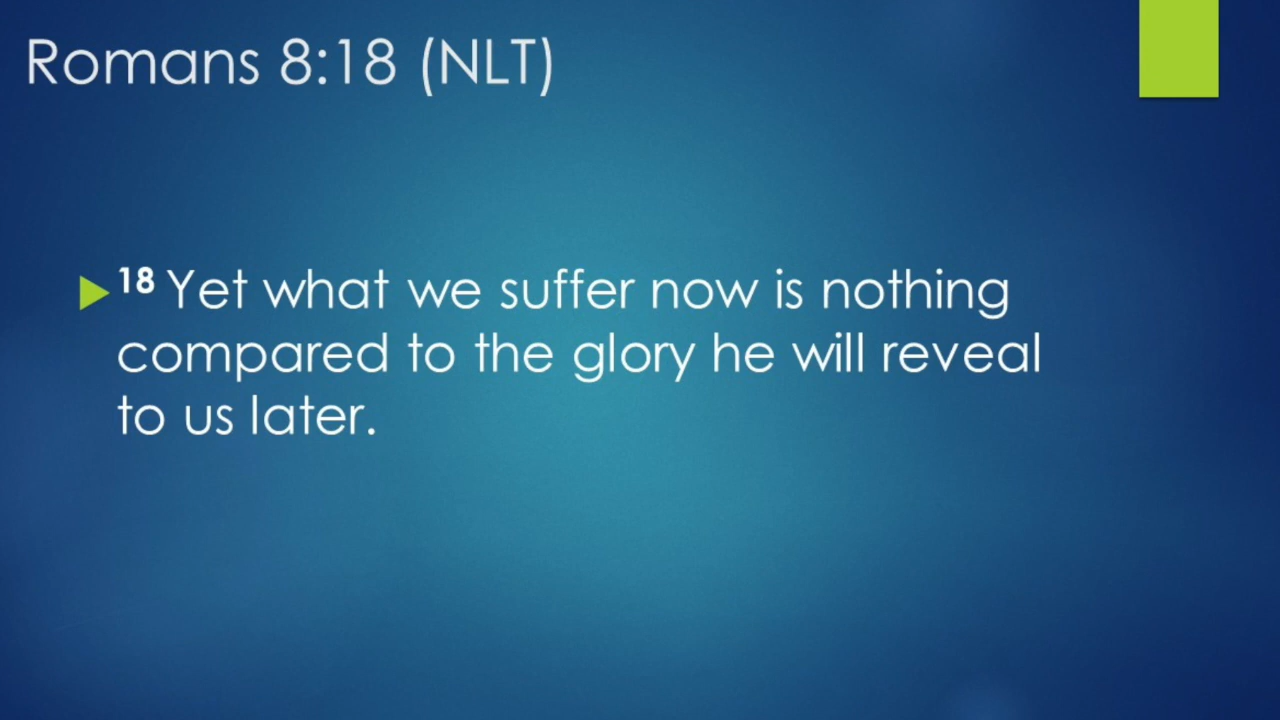 Romans 8:18 (NLT)
18 Yet what we suffer now is nothing
compared to the glory he will reveal
to us later.